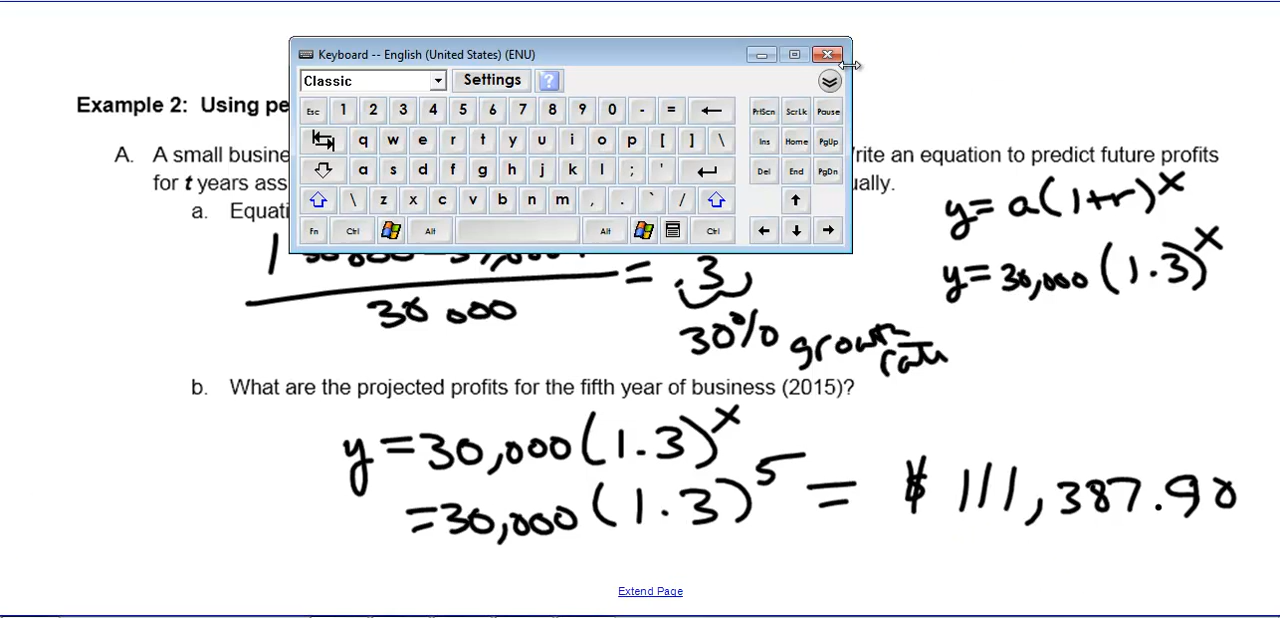 Keyboard -- English (United States) (ENU)
Classic
Settings
?
Esc 1 2 3 4 5 6 7 8 9 0 - = PrtScn ScrLk Pause
q w e r t y u i o p [ ] \ Ins Home PgUp
a s d f g h j k l ; ' Del End PgDn
\ z x c v b n m , . ` /
Fn Ctrl Alt Alt Ctrl
Example 2: Using pe
A. A small busine rite an equation to predict future profits
for t years ass ually.
a. Equati
y = a(1+r)^x
y = 30,000(1.3)^x
30 000
= .3
30% growth rate
b. What are the projected profits for the fifth year of business (2015)?
y = 30,000(1.3)^x
= 30,000(1.3)^5 = $111,387.90
Extend Page